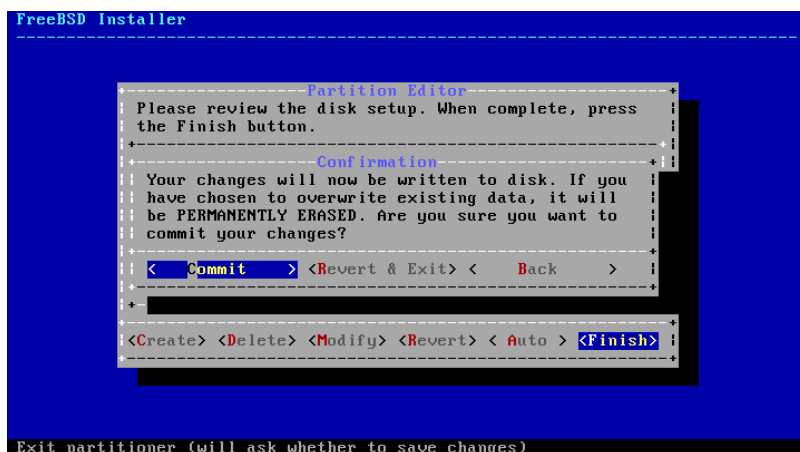 FreeBSD Installer
Partition Editor
Please review the disk setup. When complete, press
the Finish button.
Confirmation
Your changes will now be written to disk. If you
have chosen to overwrite existing data, it will
be PERMANENTLY ERASED. Are you sure you want to
commit your changes?
< Commit > <Revert & Exit> < Back >
<Create> <Delete> <Modify> <Revert> < Auto > <Finish>
Exit partitioner (will ask whether to save changes)